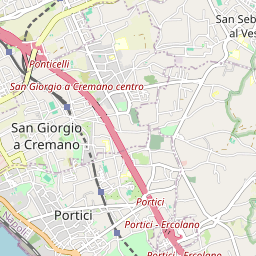 San Seb
al Ves
Ponticelli
San Giorgio a Cremano centro
San Giorgio
a Cremano
Portici
Portici
Portici - Ercolano
Portici - Ercolano
Napoli